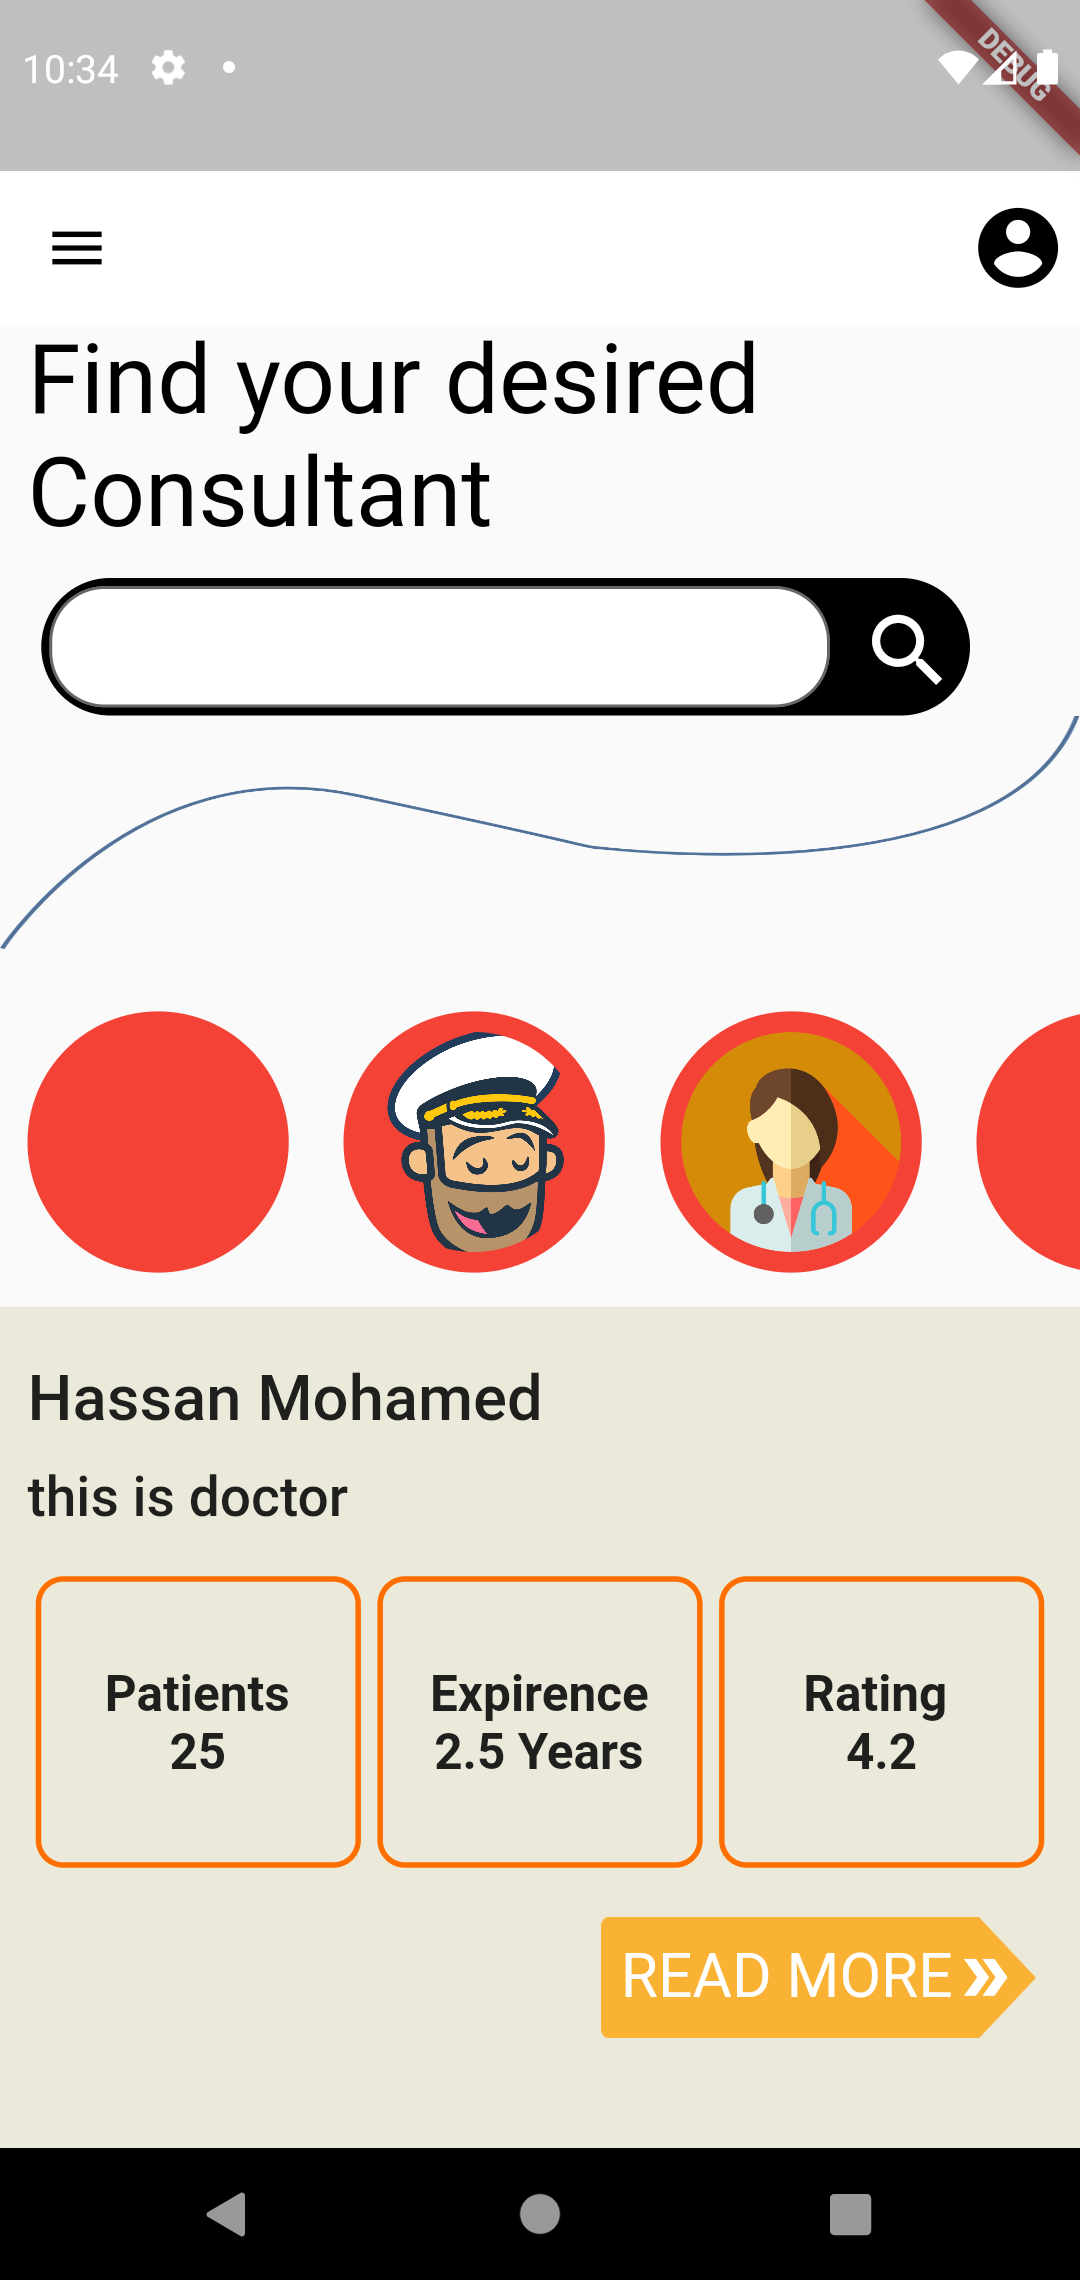 10:34
DEBUG
Find your desired
Consultant
Hassan Mohamed
this is doctor
Patients
25
Expirence
2.5 Years
Rating
4.2
READ MORE